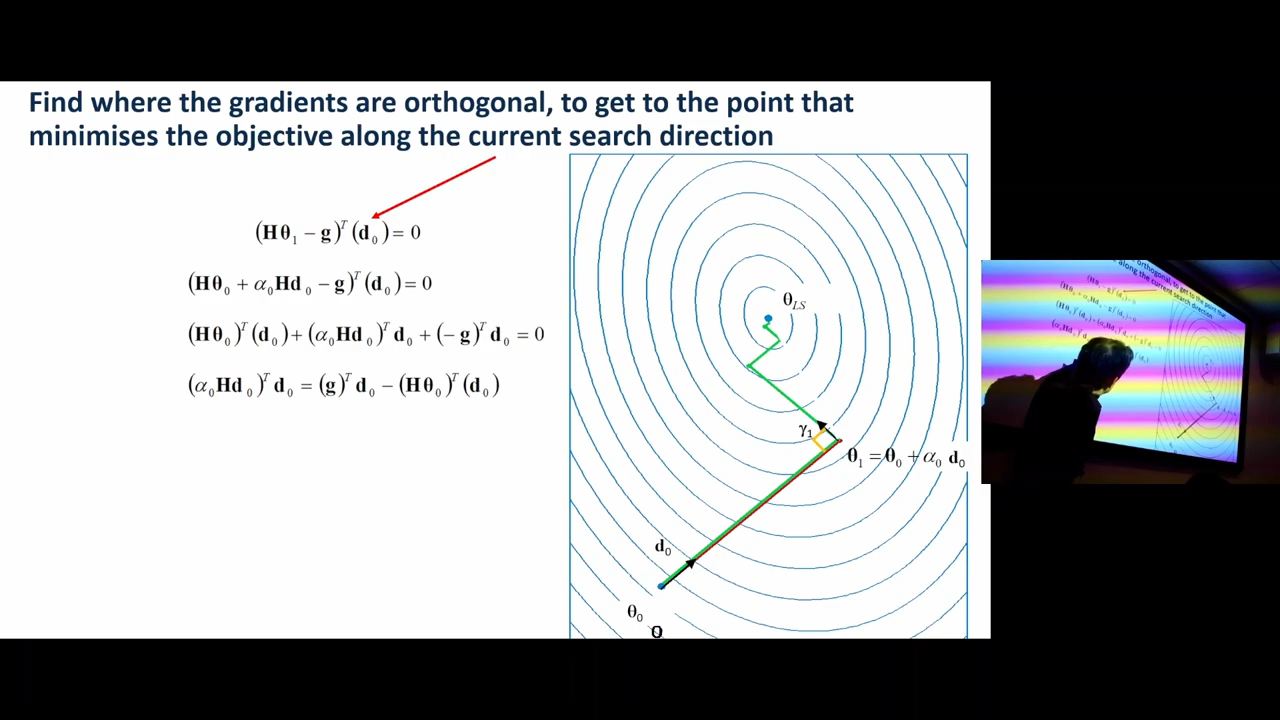 Find where the gradients are orthogonal, to get to the point that
minimises the objective along the current search direction
(Hθ₁ − g)ᵀ(d₀) = 0
(Hθ₀ + α₀Hd₀ − g)ᵀ(d₀) = 0
(Hθ₀)ᵀ(d₀) + (α₀Hd₀)ᵀd₀ + (−g)ᵀd₀ = 0
(α₀Hd₀)ᵀd₀ = (g)ᵀd₀ − (Hθ₀)ᵀ(d₀)
θ_LS
γ₁
θ₁ = θ₀ + α₀ d₀
d₀
θ₀
0